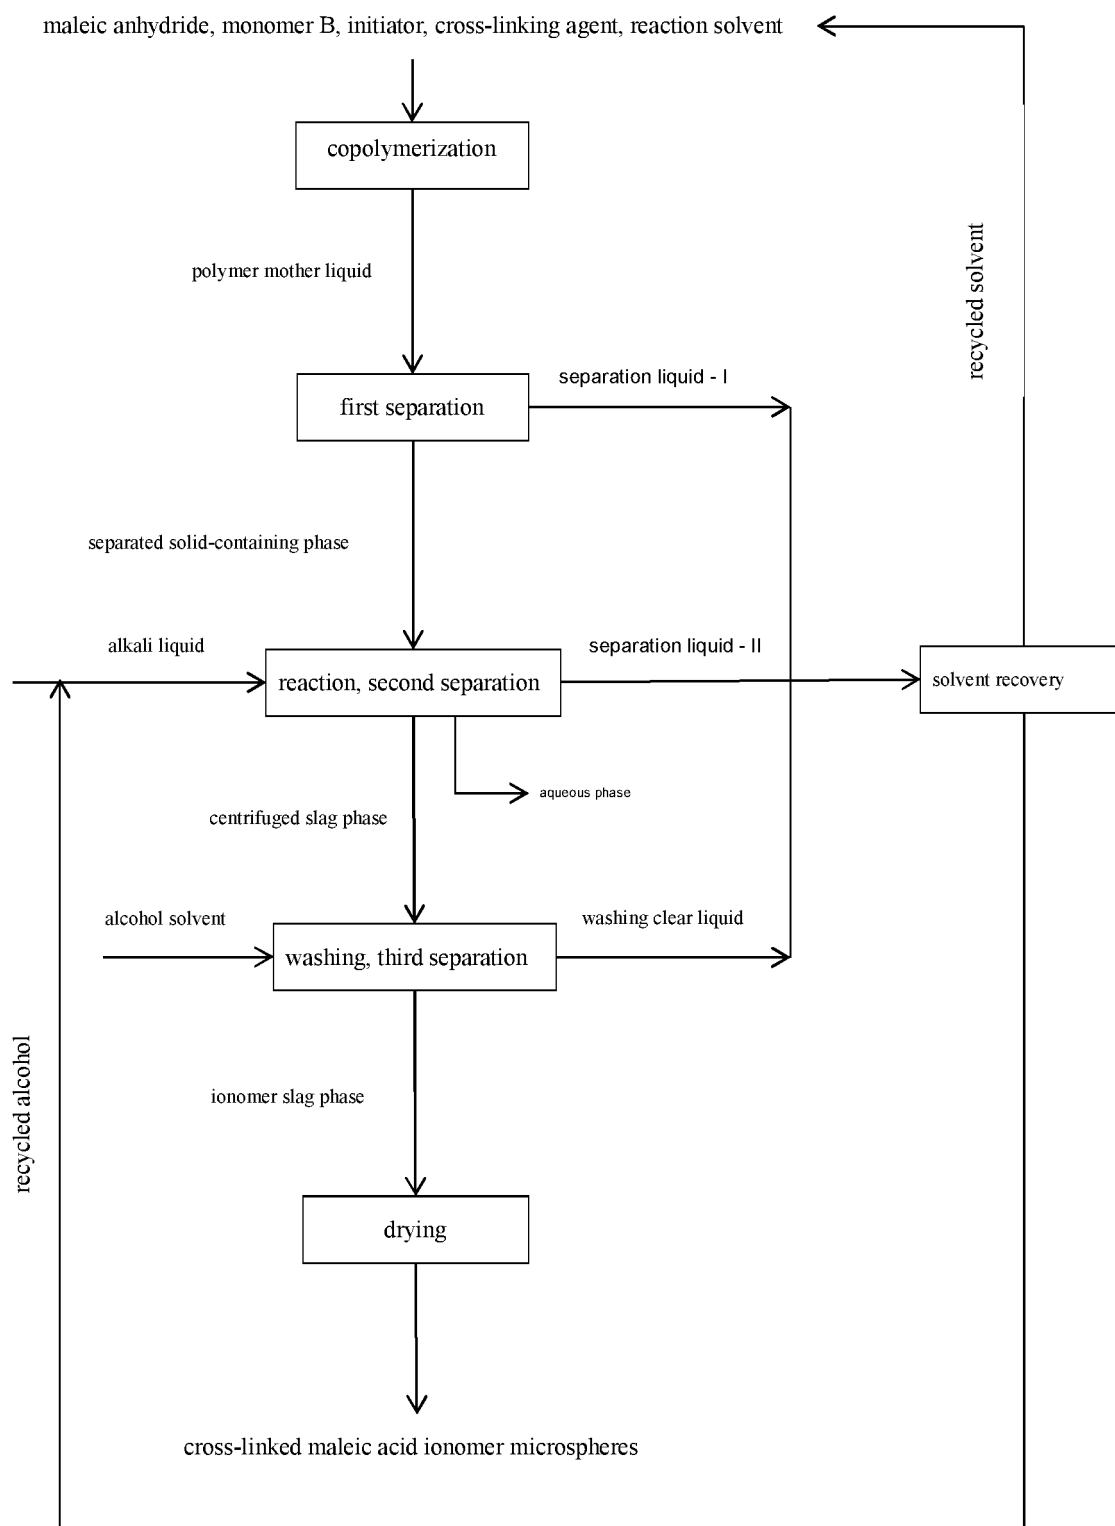 maleic anhydride, monomer B, initiator, cross-linking agent, reaction solvent
copolymerization
recycled solvent
polymer mother liquid
separation liquid - I
first separation
separated solid-containing phase
alkali liquid
separation liquid - II
reaction, second separation
solvent recovery
aqueous phase
centrifuged slag phase
alcohol solvent
washing clear liquid
washing, third separation
recycled alcohol
ionomer slag phase
drying
cross-linked maleic acid ionomer microspheres